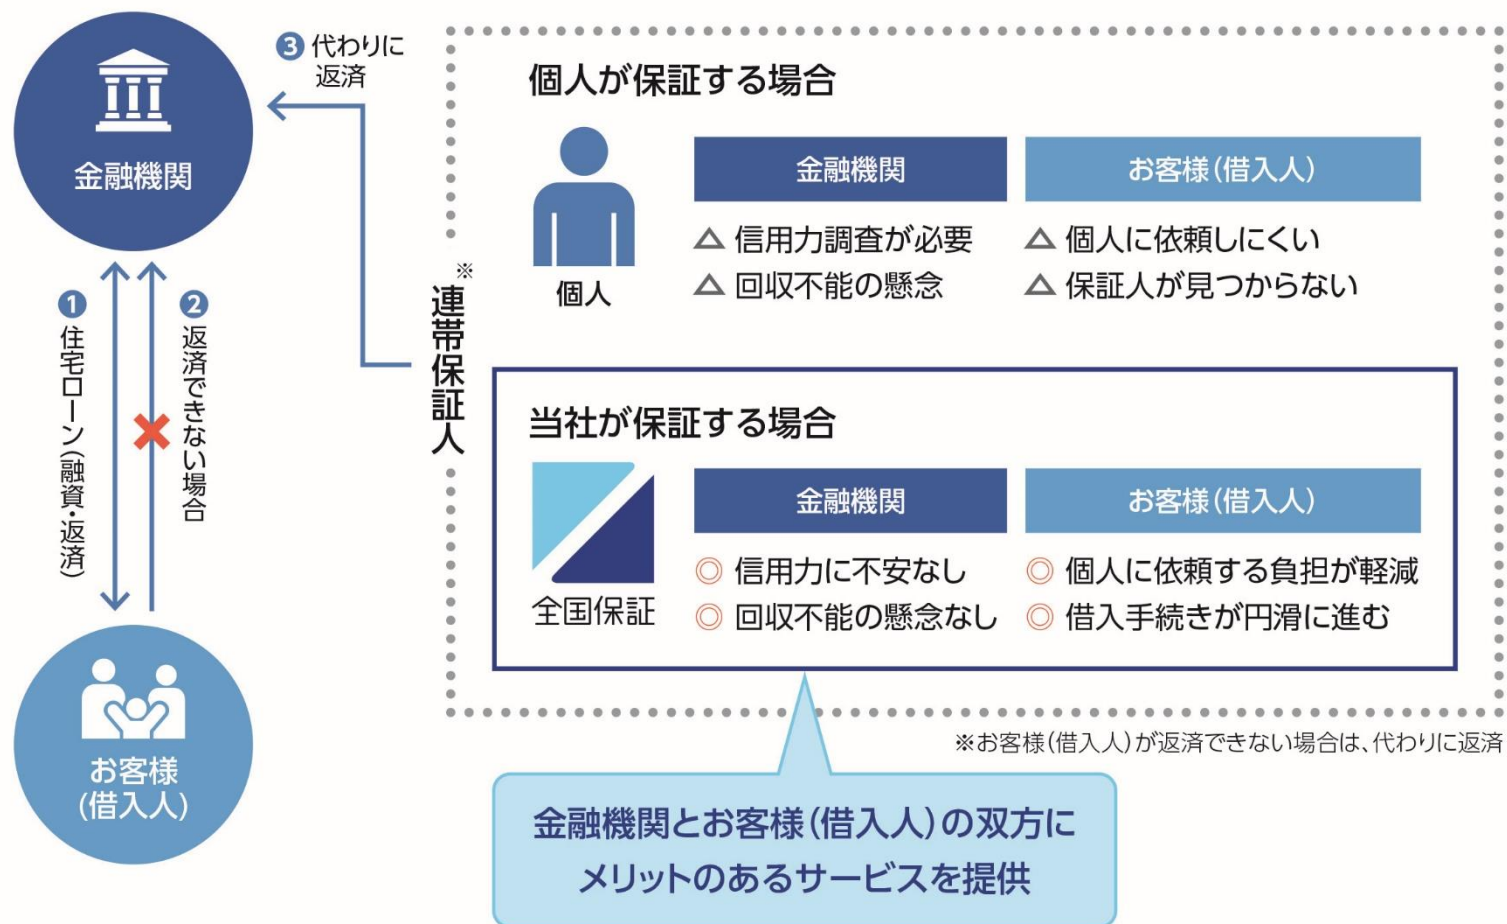 金融機関
❸ 代わりに
返済
❶ 住宅ローン(融資・返済)
❷ 返済できない場合
お客様
(借入人)
※
連帯保証人
個人が保証する場合
個人
金融機関
お客様(借入人)
△ 信用力調査が必要
△ 個人に依頼しにくい
△ 回収不能の懸念
△ 保証人が見つからない
当社が保証する場合
全国保証
金融機関
お客様(借入人)
◎ 信用力に不安なし
◎ 個人に依頼する負担が軽減
◎ 回収不能の懸念なし
◎ 借入手続きが円滑に進む
※お客様(借入人)が返済できない場合は、代わりに返済
金融機関とお客様(借入人)の双方に
メリットのあるサービスを提供